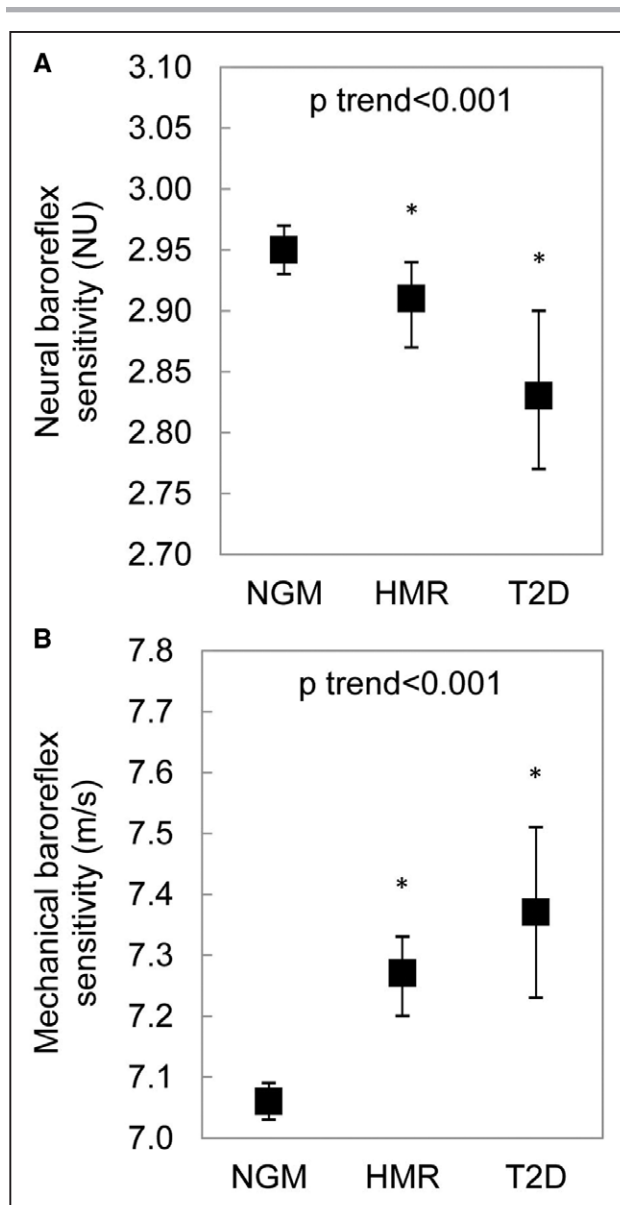 A
Neural baroreflex
sensitivity (NU)
3.10
3.05
3.00
2.95
2.90
2.85
2.80
2.75
2.70
p trend<0.001
*
*
NGM HMR T2D
B
Mechanical baroreflex
sensitivity (m/s)
7.8
7.7
7.6
7.5
7.4
7.3
7.2
7.1
7.0
p trend<0.001
*
*
NGM HMR T2D